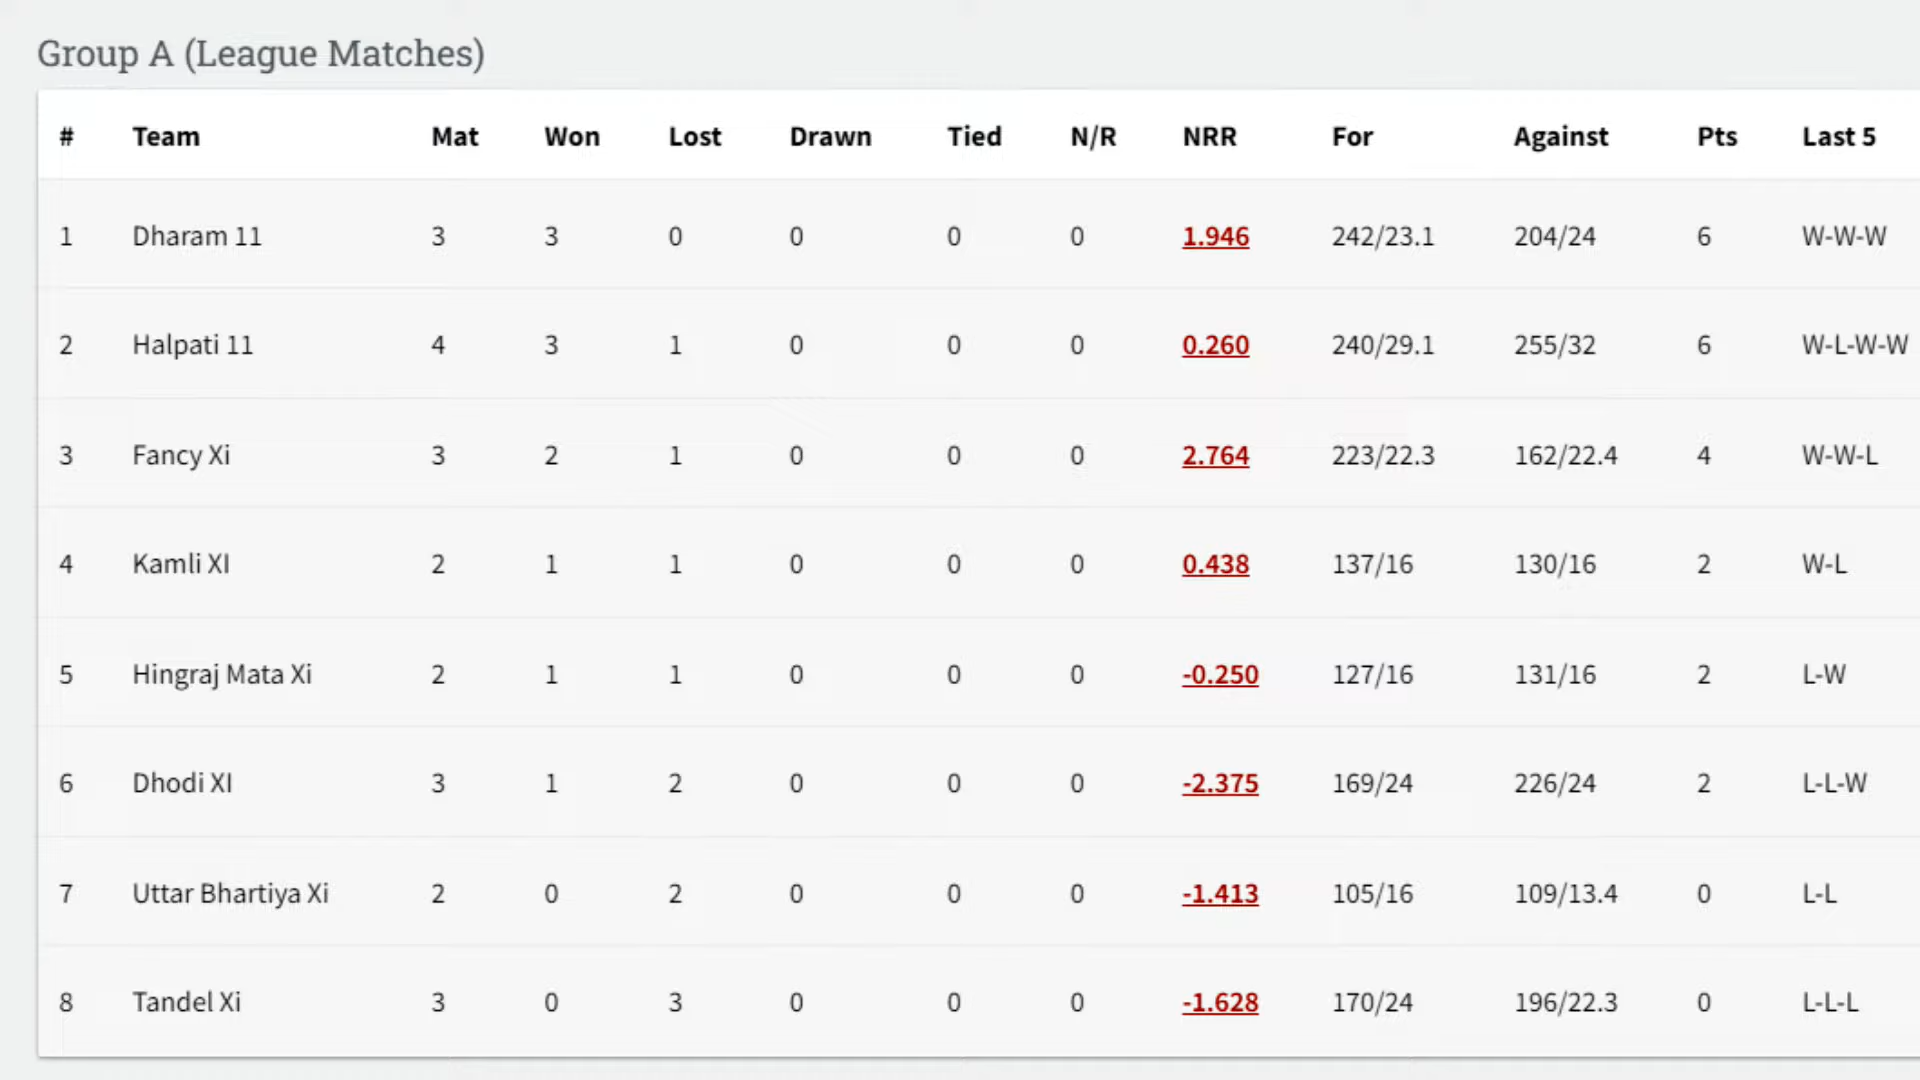 Group A (League Matches)
# Team Mat Won Lost Drawn Tied N/R NRR For Against Pts Last 5
1 Dharam 11 3 3 0 0 0 0 1.946 242/23.1 204/24 6 W-W-W
2 Halpati 11 4 3 1 0 0 0 0.260 240/29.1 255/32 6 W-L-W-W
3 Fancy Xi 3 2 1 0 0 0 2.764 223/22.3 162/22.4 4 W-W-L
4 Kamli XI 2 1 1 0 0 0 0.438 137/16 130/16 2 W-L
5 Hingraj Mata Xi 2 1 1 0 0 0 -0.250 127/16 131/16 2 L-W
6 Dhodi XI 3 1 2 0 0 0 -2.375 169/24 226/24 2 L-L-W
7 Uttar Bhartiya Xi 2 0 2 0 0 0 -1.413 105/16 109/13.4 0 L-L
8 Tandel Xi 3 0 3 0 0 0 -1.628 170/24 196/22.3 0 L-L-L